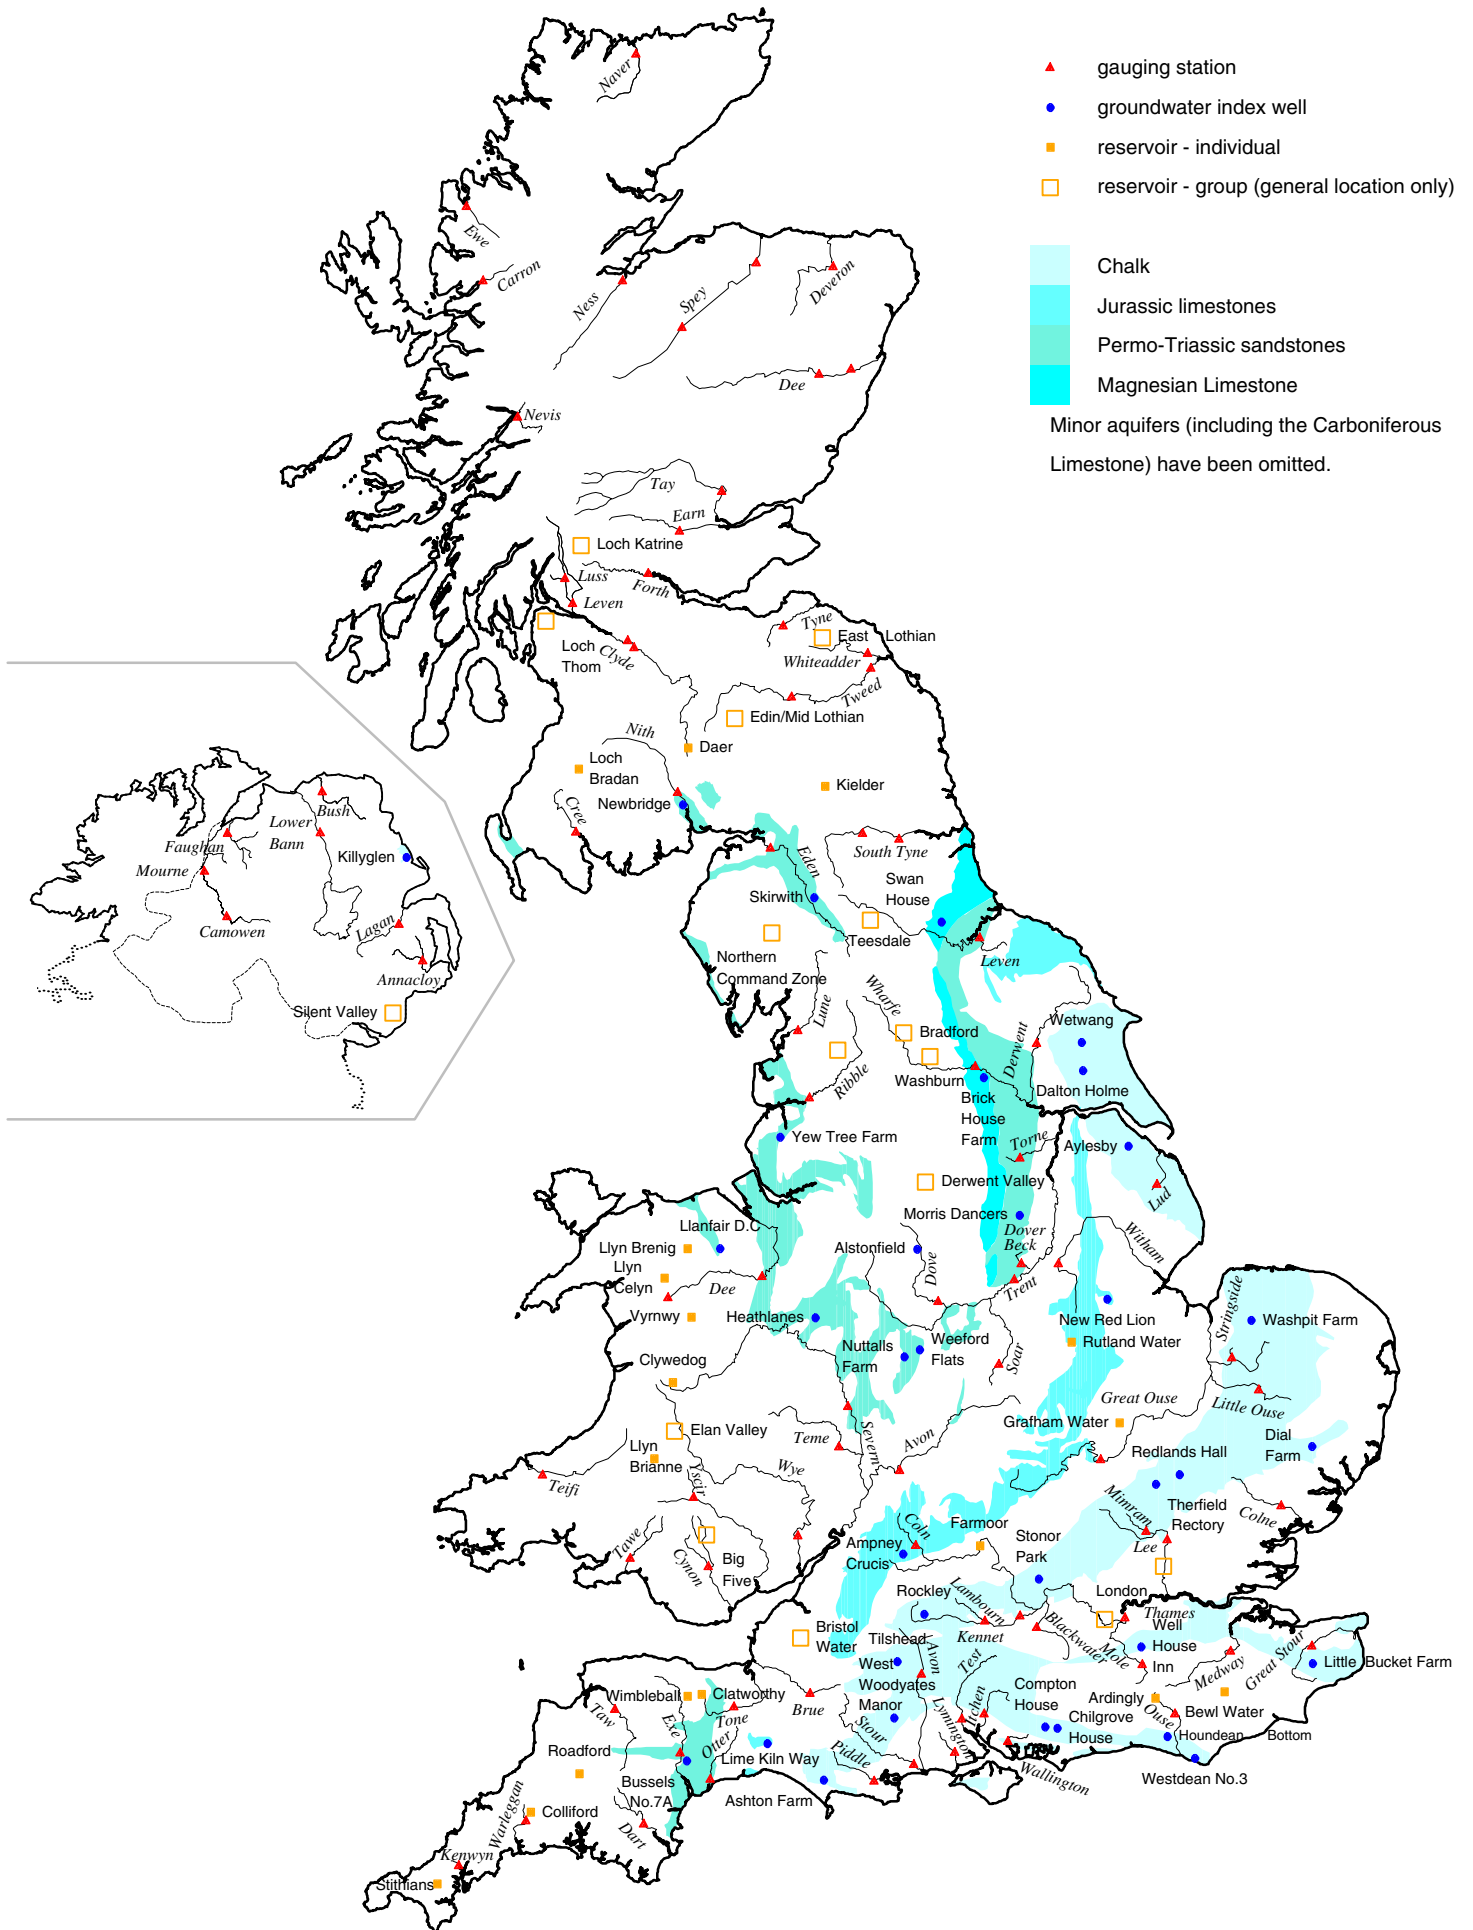 gauging station
groundwater index well
reservoir - individual
reservoir - group (general location only)
Chalk
Jurassic limestones
Permo-Triassic sandstones
Magnesian Limestone
Minor aquifers (including the Carboniferous
Limestone) have been omitted.
Naver
Ewe
Carron
Ness
Spey
Deveron
Dee
Nevis
Tay
Earn
Loch Katrine
Luss
Forth
Leven
Loch
Thom
Clyde
Tyne
East Lothian
Whiteadder
Tweed
Edin/Mid Lothian
Nith
Daer
Loch
Bradan
Kielder
Newbridge
Cree
Bush
Lower
Bann
Faughan
Mourne
Killyglen
Camowen
Lagan
Annacloy
Silent Valley
Eden
South Tyne
Swan
House
Skirwith
Teesdale
Leven
Northern
Command Zone
Lune
Wharfe
Bradford
Washburn
Ribble
Derwent
Wetwang
Dalton Holme
Brick
House
Farm
Yew Tree Farm
Torne
Aylesby
Lud
Derwent Valley
Morris Dancers
Dover
Beck
Witham
Llanfair D.C
Llyn Brenig
Llyn
Celyn
Dee
Alstonfield
Dove
Trent
Vyrnwy
Heathlanes
New Red Lion
Rutland Water
Stringside
Washpit Farm
Nuttalls
Farm
Weeford
Flats
Soar
Clywedog
Great Ouse
Little Ouse
Grafham Water
Elan Valley
Teme
Severn
Avon
Dial
Farm
Llyn
Brianne
Redlands Hall
Teifi
Yscir
Wye
Mimram
Therfield
Rectory
Colne
Tawe
Cynon
Big
Five
Coln
Farmoor
Ampney
Crucis
Stonor
Park
Lee
Rockley
Lambourn
London
Thames
Kennet
Blackwater
Mole
Well
House
Inn
Bristol
Water
Tilshead
Avon
Test
Medway
Great Stour
Little Bucket Farm
West
Woodyates
Manor
Compton
House
Chilgrove
House
Ardingly
Ouse
Bewl Water
Wimbleball
Clatworthy
Taw
Exe
Tone
Brue
Stour
Lymington
Itchen
Houndean Bottom
Roadford
Otter
Lime Kiln Way
Piddle
Wallington
Westdean No.3
Bussels
No.7A
Ashton Farm
Warleggan
Colliford
Dart
Kenwyn
Stithians